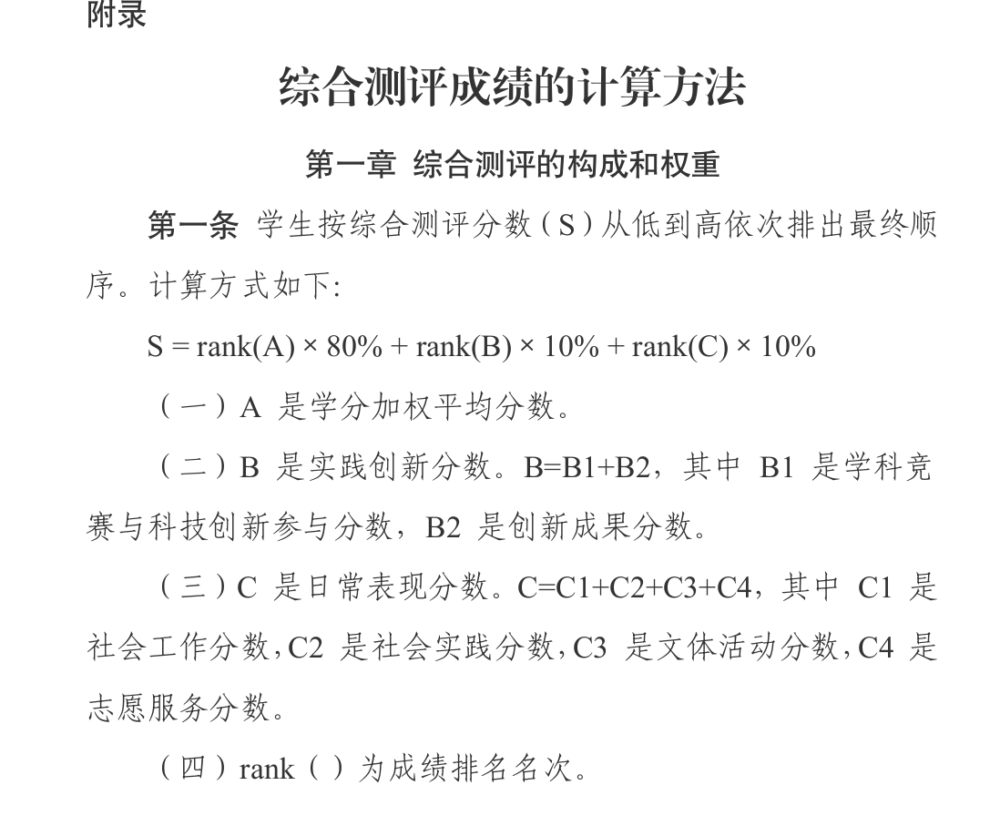 附录
综合测评成绩的计算方法
第一章 综合测评的构成和权重
第一条 学生按综合测评分数（S）从低到高依次排出最终顺
序。计算方式如下：
S = rank(A) × 80% + rank(B) × 10% + rank(C) × 10%
（一）A 是学分加权平均分数。
（二）B 是实践创新分数。B=B1+B2，其中 B1 是学科竞
赛与科技创新参与分数，B2 是创新成果分数。
（三）C 是日常表现分数。C=C1+C2+C3+C4，其中 C1 是
社会工作分数，C2 是社会实践分数，C3 是文体活动分数，C4 是
志愿服务分数。
（四）rank（）为成绩排名名次。